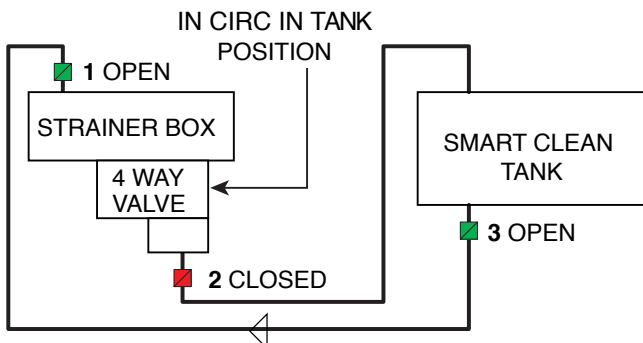 IN CIRC IN TANK
POSITION
1 OPEN
STRAINER BOX
4 WAY
VALVE
2 CLOSED
SMART CLEAN
TANK
3 OPEN